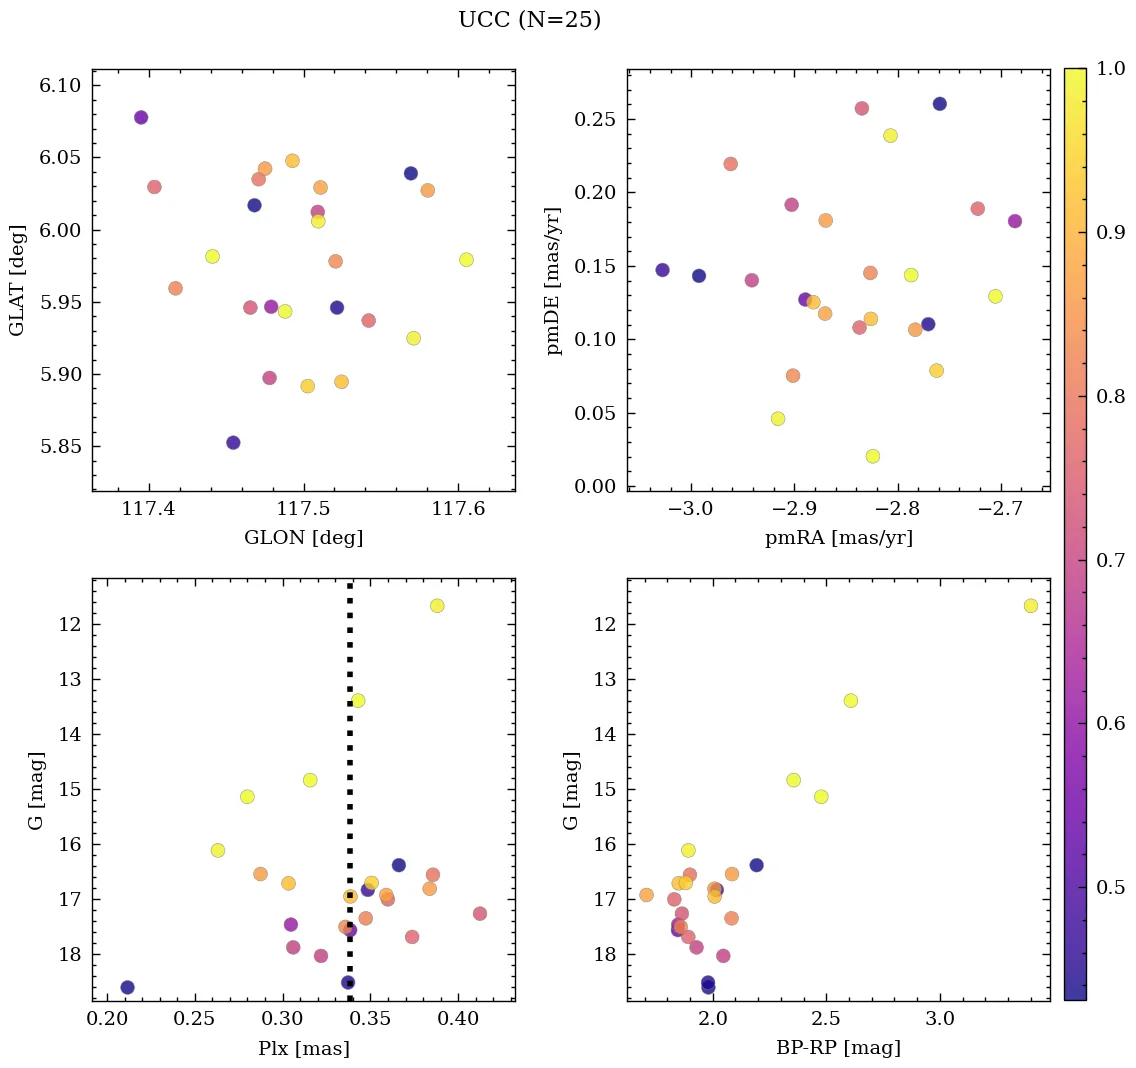 UCC (N=25)
6.10
6.05
6.00
5.95
5.90
5.85
GLAT [deg]
117.4 117.5 117.6
GLON [deg]
0.25
0.20
0.15
0.10
0.05
0.00
pmDE [mas/yr]
−3.0 −2.9 −2.8 −2.7
pmRA [mas/yr]
1.0
0.9
0.8
0.7
0.6
0.5
12
13
14
15
16
17
18
G [mag]
0.20 0.25 0.30 0.35 0.40
Plx [mas]
12
13
14
15
16
17
18
G [mag]
2.0 2.5 3.0
BP-RP [mag]